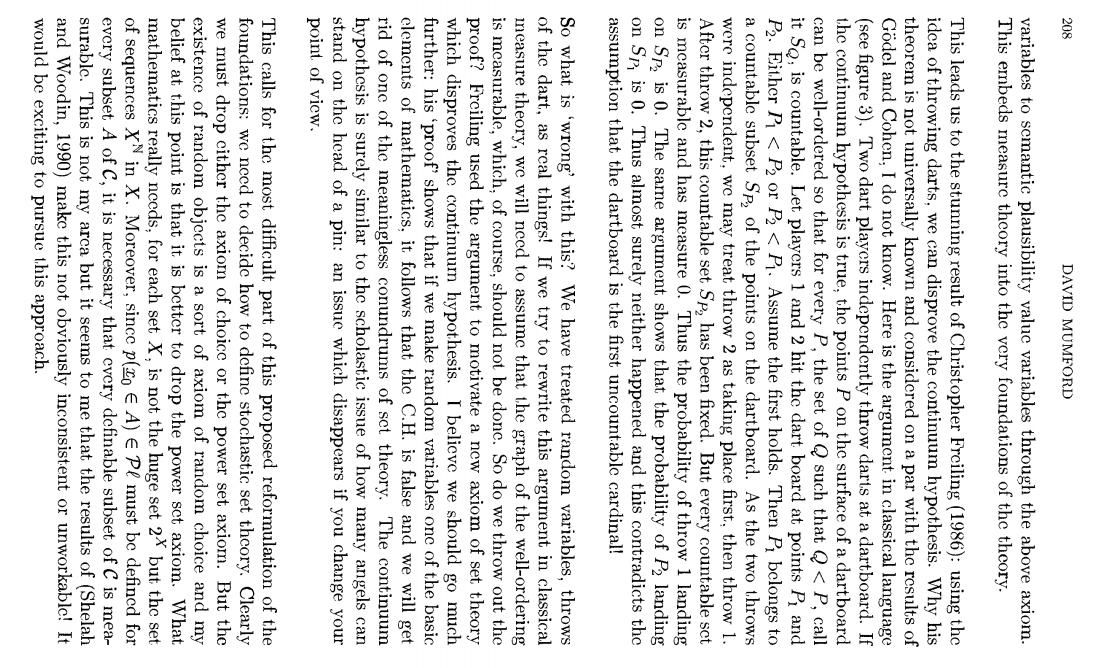 208 DAVID MUMFORD
variables to semantic plausibility value variables through the above axiom.
This embeds measure theory into the very foundations of the theory.
This leads us to the stunning result of Christopher Freiling (1986): using the
idea of throwing darts, we can disprove the continuum hypothesis. Why his
theorem is not universally known and considered on a par with the results of
Gödel and Cohen, I do not know. Here is the argument in classical language
(see figure 3). Two dart players independently throw darts at a dartboard. If
the continuum hypothesis is true, the points P on the surface of a dartboard
can be well-ordered so that for every P, the set of Q such that Q < P, call
it S_Q, is countable. Let players 1 and 2 hit the dart board at points P₁ and
P₂. Either P₁ < P₂ or P₂ < P₁. Assume the first holds. Then P₁ belongs to
a countable subset S_{P₂} of the points on the dartboard. As the two throws
were independent, we may treat throw 2 as taking place first, then throw 1.
After throw 2, this countable set S_{P₂} has been fixed. But every countable set
is measurable and has measure 0. Thus the probability of throw 1 landing
on S_{P₂} is 0. The same argument shows that the probability of P₂ landing
on S_{P₁} is 0. Thus almost surely neither happened and this contradicts the
assumption that the dartboard is the first uncountable cardinal!
So what is 'wrong' with this? We have treated random variables, throws
of the dart, as real things! If we try to rewrite this argument in classical
measure theory, we will need to assume that the graph of the well-ordering
is measurable, which, of course, should not be done. So do we throw out the
proof? Freiling used the argument to motivate a new axiom of set theory
which disproves the continuum hypothesis. I believe we should go much
further: his 'proof' shows that if we make random variables one of the basic
elements of mathematics, it follows that the C.H. is false and we will get
rid of one of the meaningless conundrums of set theory. The continuum
hypothesis is surely similar to the scholastic issue of how many angels can
stand on the head of a pin: an issue which disappears if you change your
point of view.
This calls for the most difficult part of this proposed reformulation of the
foundations: we need to decide how to define stochastic set theory. Clearly
we must drop either the axiom of choice or the power set axiom. But the
existence of random objects is a sort of axiom of random choice and my
belief at this point is that it is better to drop the power set axiom. What
mathematics really needs, for each set X, is not the huge set 2^X but the set
of sequences X^ℕ in X. Moreover, since pl(x₀ ∈ A) ∈ 𝒫ℓ must be defined for
every subset A of 𝒞, it is necessary that every definable subset of 𝒞 is mea-
surable. This is not my area but it seems to me that the results of (Shelah
and Woodin, 1990) make this not obviously inconsistent or unworkable! It
would be exciting to pursue this approach.